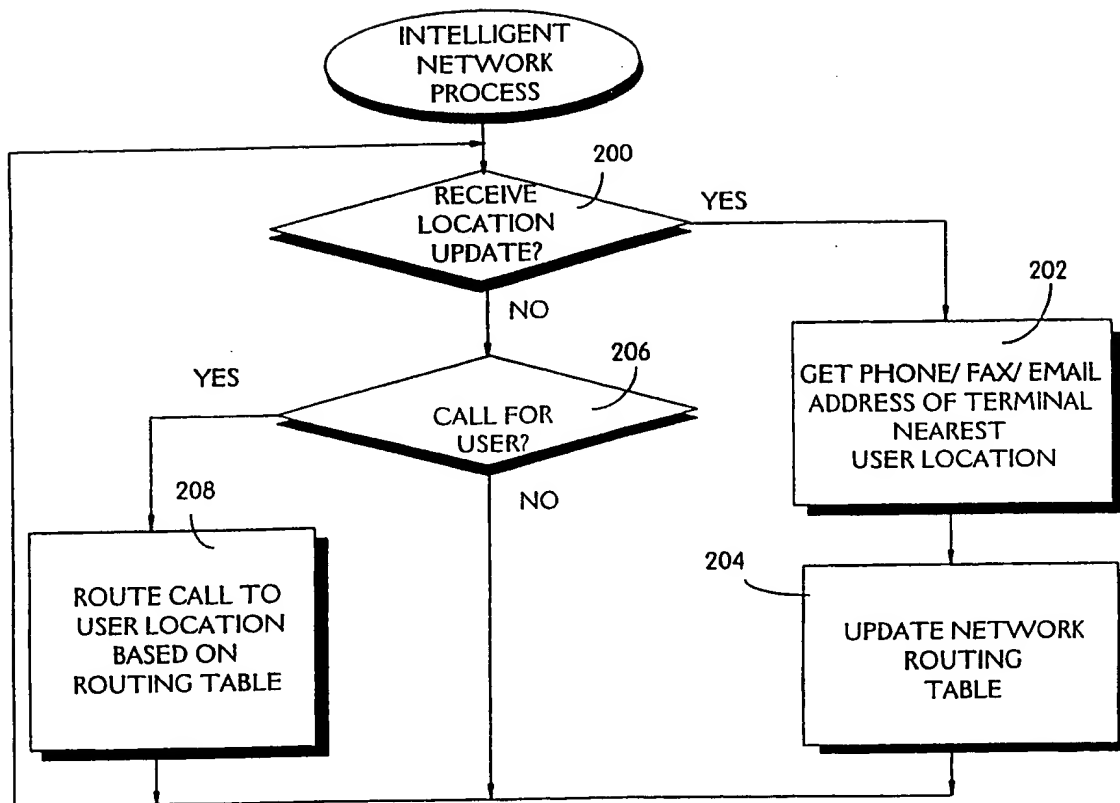 INTELLIGENT
NETWORK
PROCESS
200
RECEIVE
LOCATION
UPDATE?
YES
NO
202
GET PHONE/ FAX/ EMAIL
ADDRESS OF TERMINAL
NEAREST
USER LOCATION
206
YES
CALL FOR
USER?
NO
208
ROUTE CALL TO
USER LOCATION
BASED ON
ROUTING TABLE
204
UPDATE NETWORK
ROUTING
TABLE